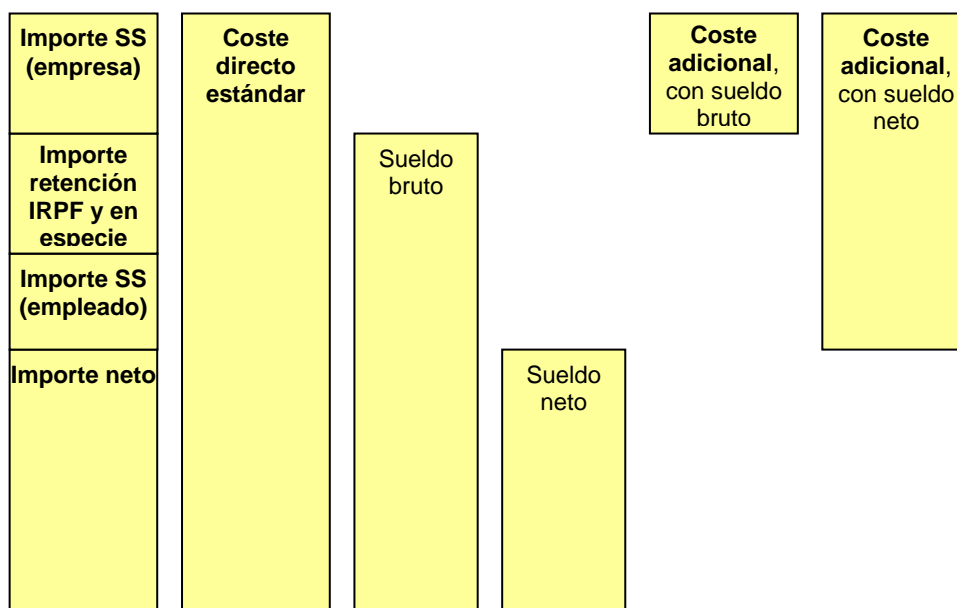 Importe SS
(empresa)
Coste
directo
estándar
Coste
adicional,
con sueldo
bruto
Coste
adicional,
con sueldo
neto
Importe
retención
IRPF y en
especie
Sueldo
bruto
Importe SS
(empleado)
Importe neto
Sueldo
neto